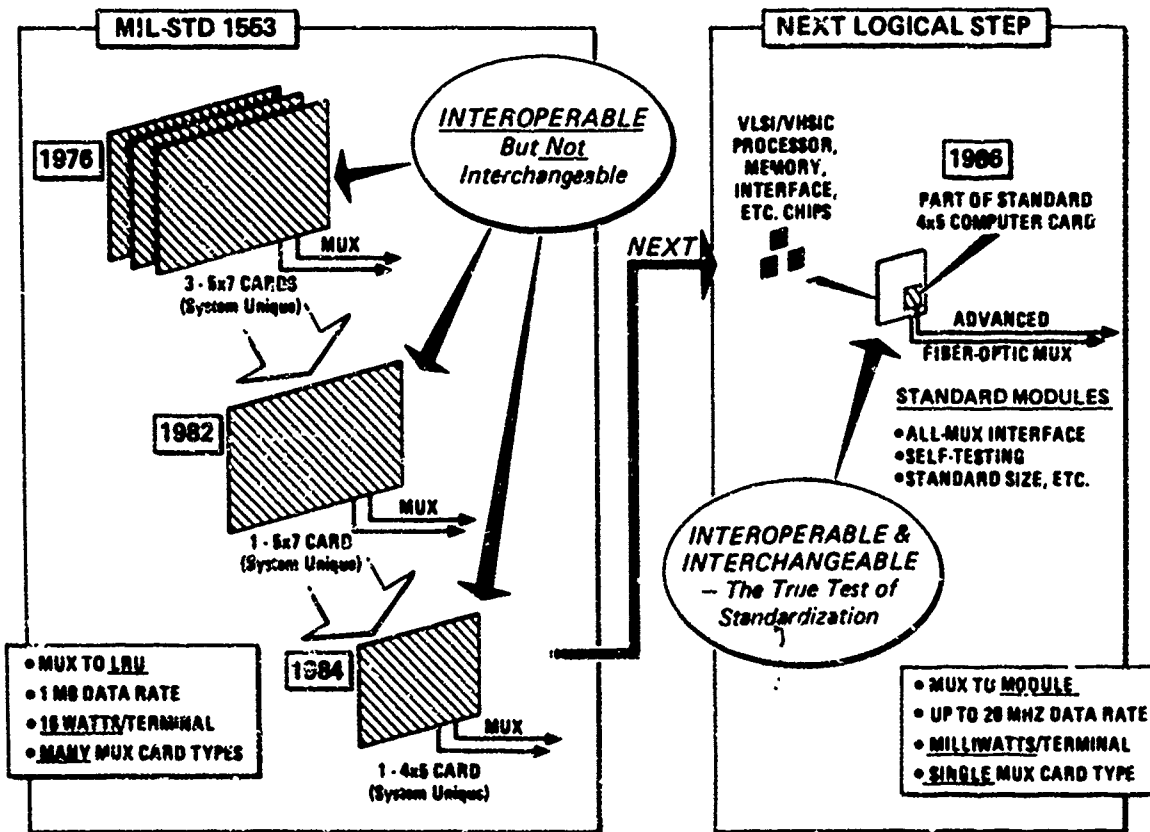 MIL-STD 1553
1976
INTEROPERABLE
But Not
Interchangeable
MUX
3 - 5x7 CARDS
(System Unique)
1982
MUX
1 - 5x7 CARD
(System Unique)
1984
MUX
1 - 4x5 CARD
(System Unique)
• MUX TO LRU
• 1 MB DATA RATE
• WATTS/TERMINAL
• MANY MUX CARD TYPES
NEXT
NEXT LOGICAL STEP
VLSI/VHSIC
PROCESSOR,
MEMORY,
INTERFACE,
ETC. CHIPS
PART OF STANDARD
4x5 COMPUTER CARD
ADVANCED
FIBER-OPTIC MUX
STANDARD MODULES
• ALL-MUX INTERFACE
• SELF-TESTING
• STANDARD SIZE, ETC.
INTEROPERABLE &
INTERCHANGEABLE
– The True Test of
Standardization
• MUX TO MODULE
• UP TO MHZ DATA RATE
• MILLIWATTS/TERMINAL
• SINGLE MUX CARD TYPE